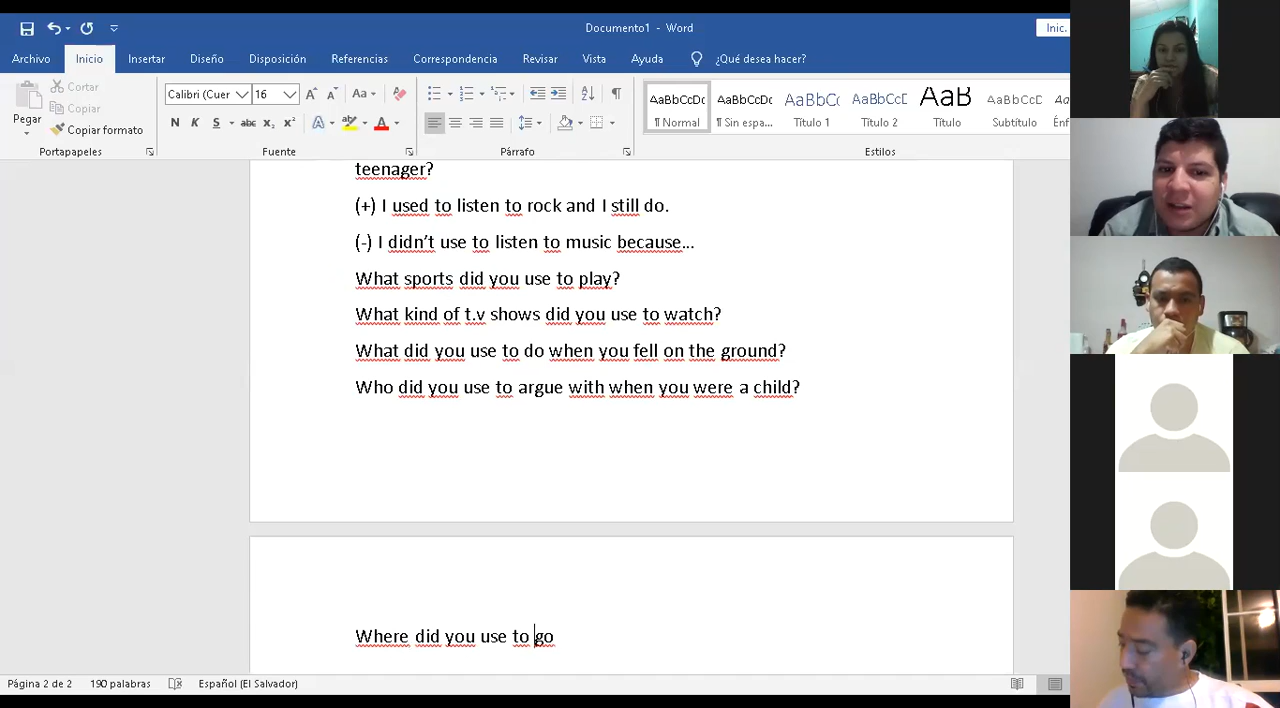 Documento1 - Word
Inic.
Archivo Inicio Insertar Diseño Disposición Referencias Correspondencia Revisar Vista Ayuda ¿Qué desea hacer?
Pegar
Cortar
Copiar
Copiar formato
Portapapeles
Calibri (Cuer 16
Aa
N K S abc x₂ x²
A
Fuente
Párrafo
AaBbCcDc
¶ Normal
AaBbCcDc
¶ Sin espa...
AaBbCc
Título 1
AaBbCcD
Título 2
AaB
Título
AaBbCcD
Subtítulo
Estilos
teenager?
(+) I used to listen to rock and I still do.
(-) I didn’t use to listen to music because...
What sports did you use to play?
What kind of t.v shows did you use to watch?
What did you use to do when you fell on the ground?
Who did you use to argue with when you were a child?
Where did you use to go
Página 2 de 2 190 palabras Español (El Salvador)